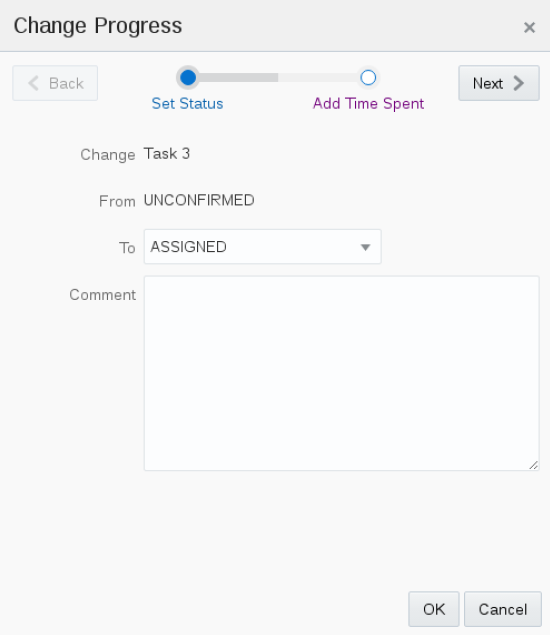 Change Progress
Back
Next
Set Status
Add Time Spent
Change Task 3
From UNCONFIRMED
To ASSIGNED
Comment
OK Cancel